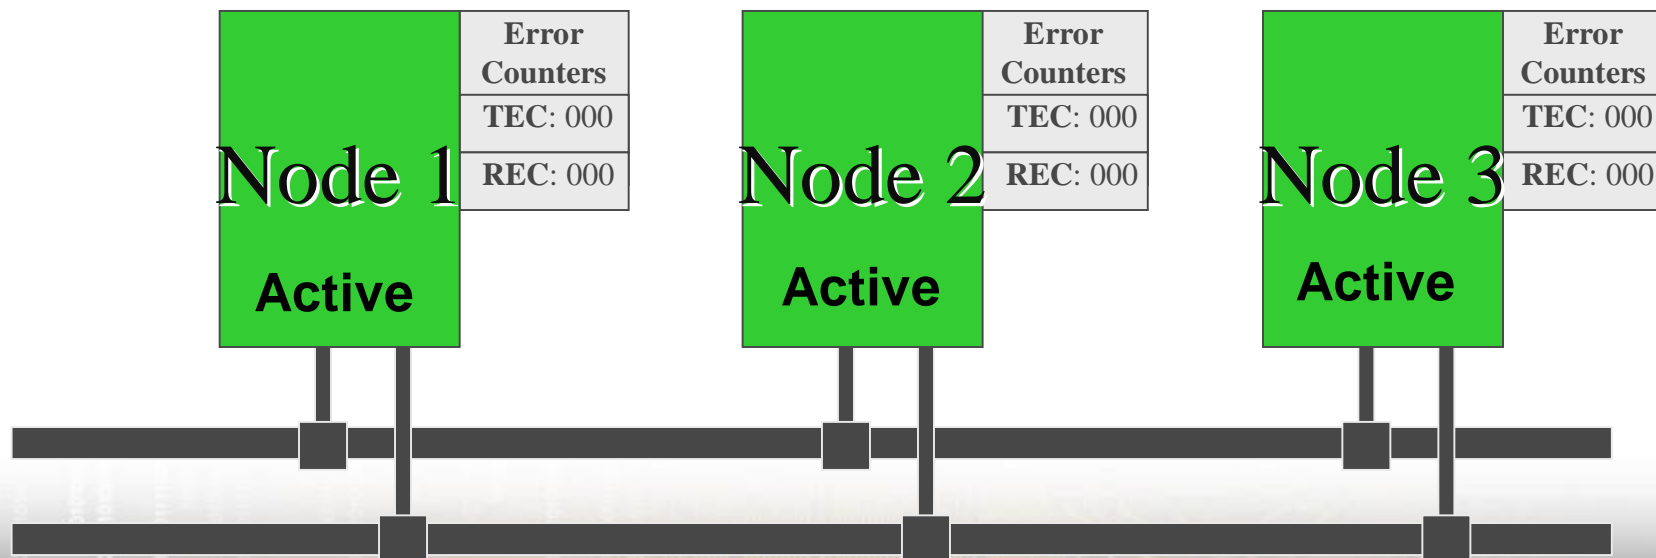 Error
Counters
TEC: 000
REC: 000
Node 1
Active
Error
Counters
TEC: 000
REC: 000
Node 2
Active
Error
Counters
TEC: 000
REC: 000
Node 3
Active